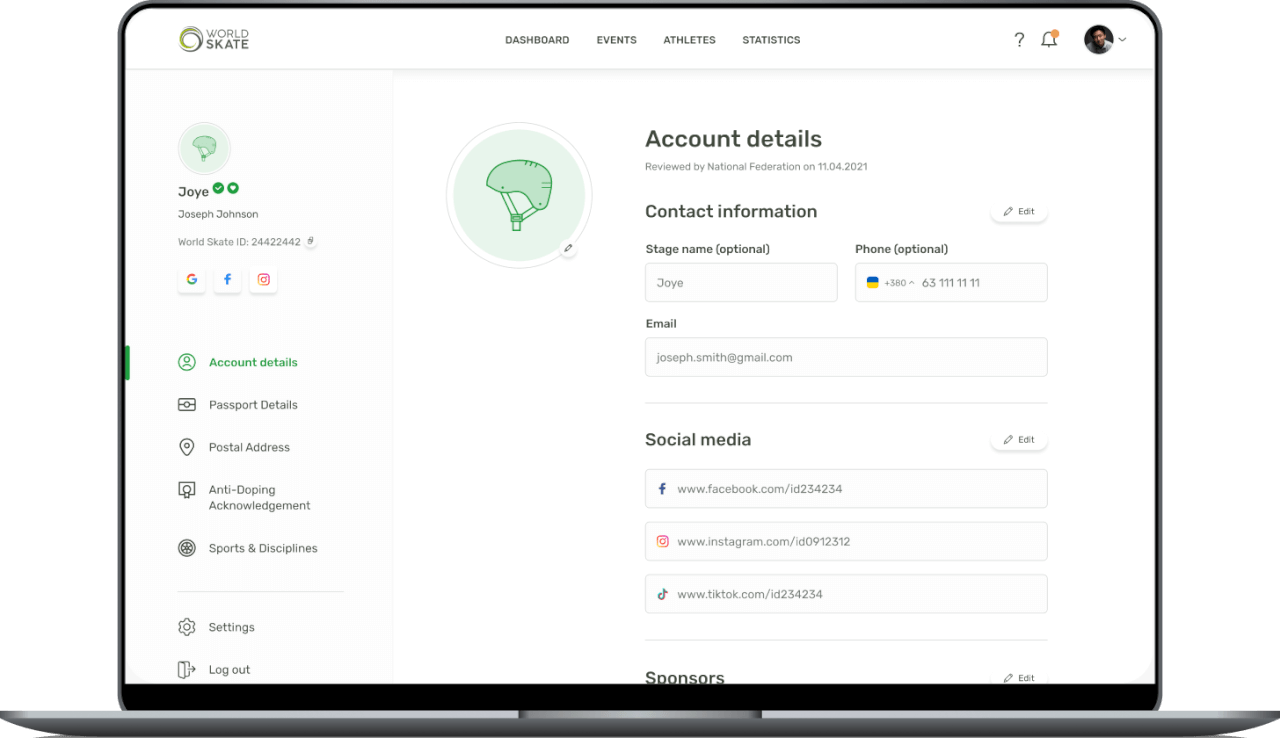 WORLD
SKATE
DASHBOARD EVENTS ATHLETES STATISTICS
?
Joye
Joseph Johnson
World Skate ID: 24422442
Account details
Passport Details
Postal Address
Anti-Doping
Acknowledgement
Sports & Disciplines
Settings
Log out
Account details
Reviewed by National Federation on 11.04.2021
Contact information
Edit
Stage name (optional)
Phone (optional)
Joye
+380
63 111 11 11
Email
joseph.smith@gmail.com
Social media
Edit
www.facebook.com/id234234
www.instagram.com/id0912312
www.tiktok.com/id234234
Sponsors
Edit